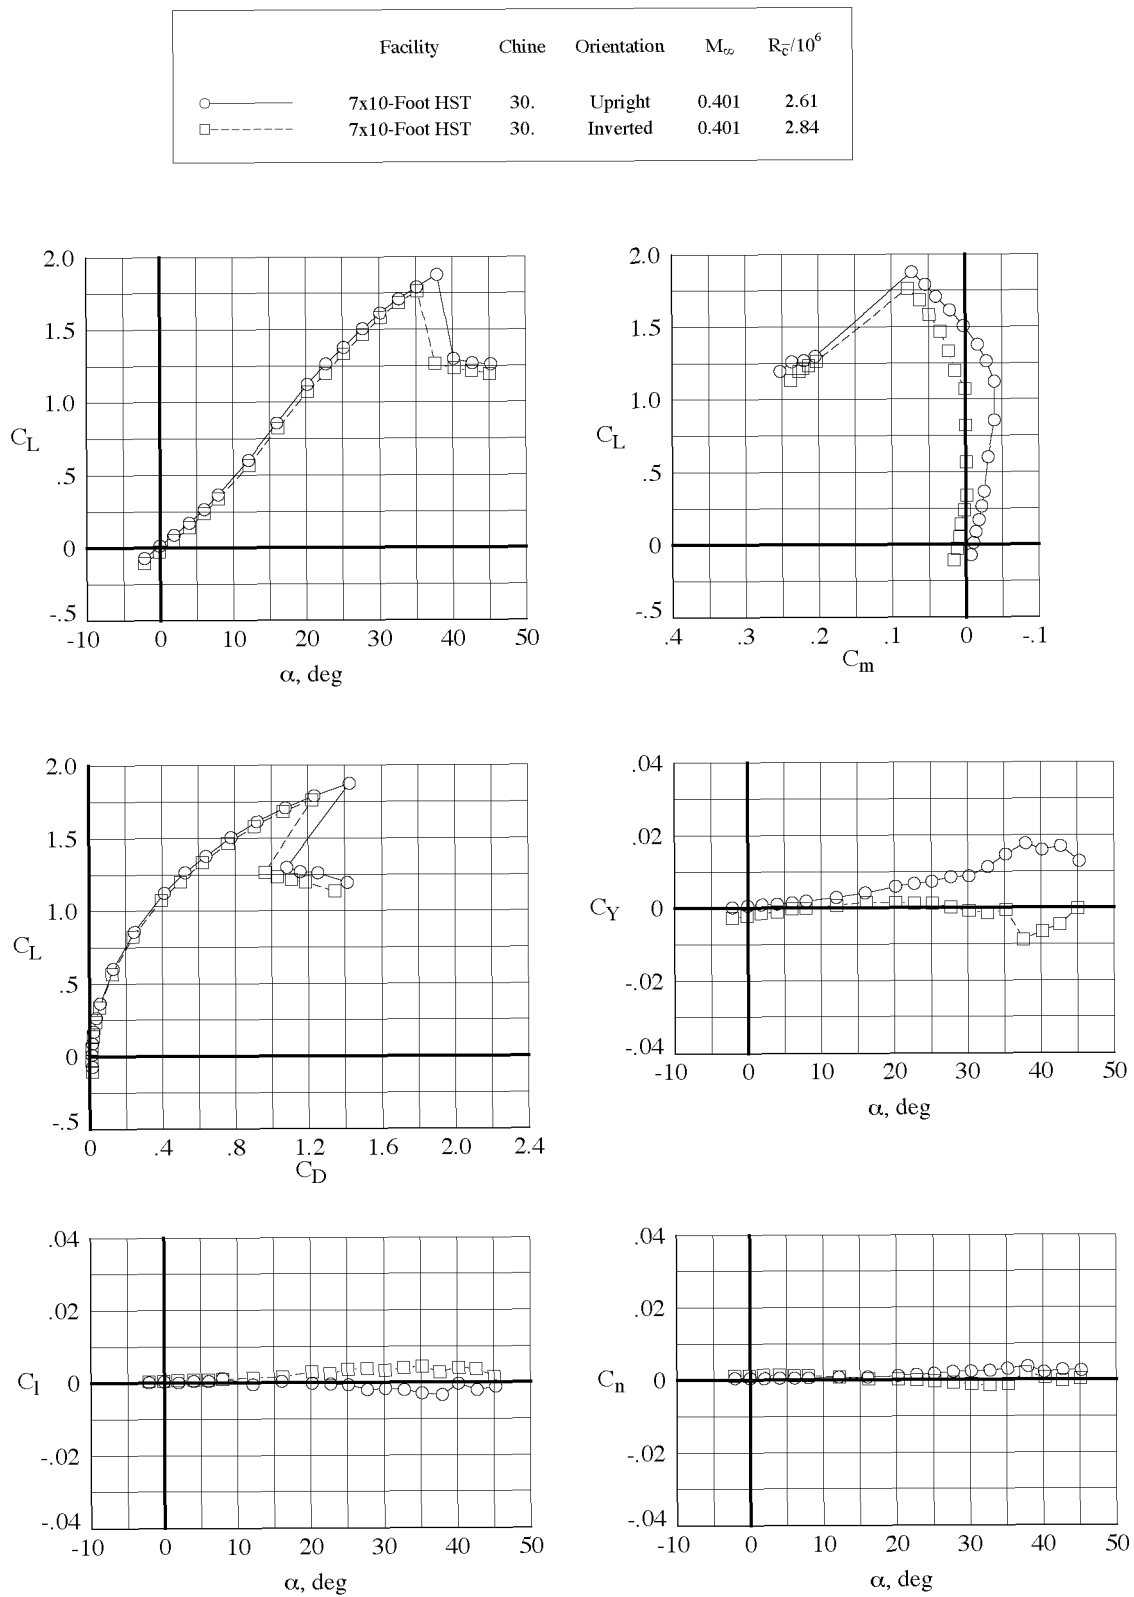 Facility Chine Orientation M∞ R_c̄/10⁶
7x10-Foot HST 30. Upright 0.401 2.61
7x10-Foot HST 30. Inverted 0.401 2.84
2.0
1.5
1.0
.5
0
-.5
C_L
-10 0 10 20 30 40 50
α, deg
2.0
1.5
1.0
.5
0
-.5
C_L
.4 .3 .2 .1 0 -.1
C_m
2.0
1.5
1.0
.5
0
-.5
C_L
0 .4 .8 1.2 1.6 2.0 2.4
C_D
.04
.02
0
-.02
-.04
C_Y
-10 0 10 20 30 40 50
α, deg
.04
.02
0
-.02
-.04
C_l
-10 0 10 20 30 40 50
α, deg
.04
.02
0
-.02
-.04
C_n
-10 0 10 20 30 40 50
α, deg